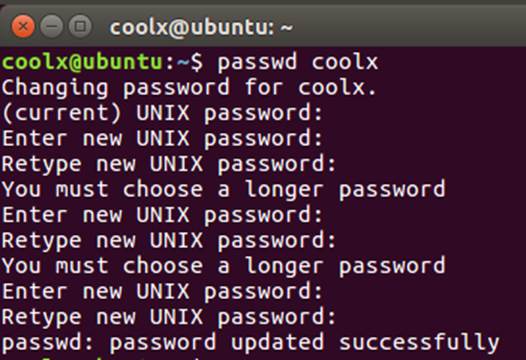 coolx@ubuntu: ~
coolx@ubuntu:~$ passwd coolx
Changing password for coolx.
(current) UNIX password:
Enter new UNIX password:
Retype new UNIX password:
You must choose a longer password
Enter new UNIX password:
Retype new UNIX password:
You must choose a longer password
Enter new UNIX password:
Retype new UNIX password:
passwd: password updated successfully